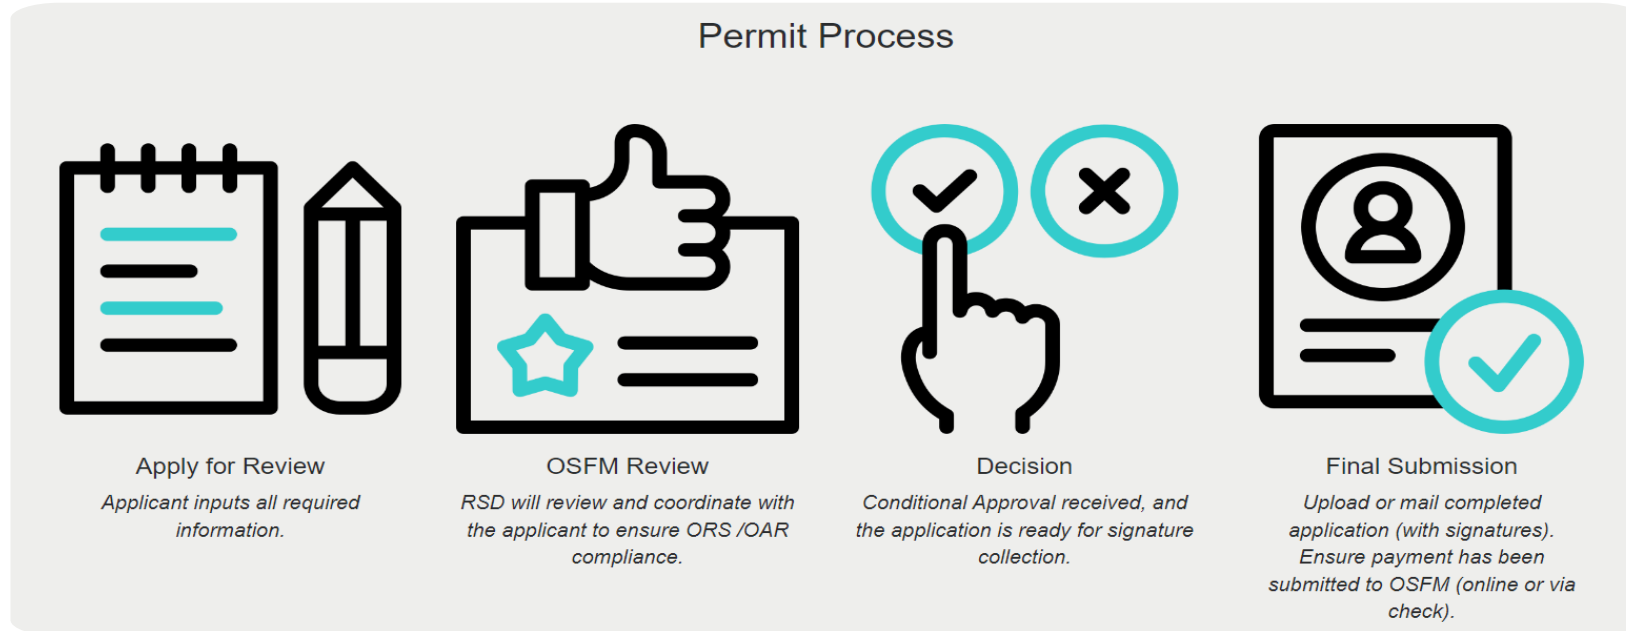 Permit Process
Apply for Review
Applicant inputs all required
information.
OSFM Review
RSD will review and coordinate with
the applicant to ensure ORS /OAR
compliance.
Decision
Conditional Approval received, and
the application is ready for signature
collection.
Final Submission
Upload or mail completed
application (with signatures).
Ensure payment has been
submitted to OSFM (online or via
check).